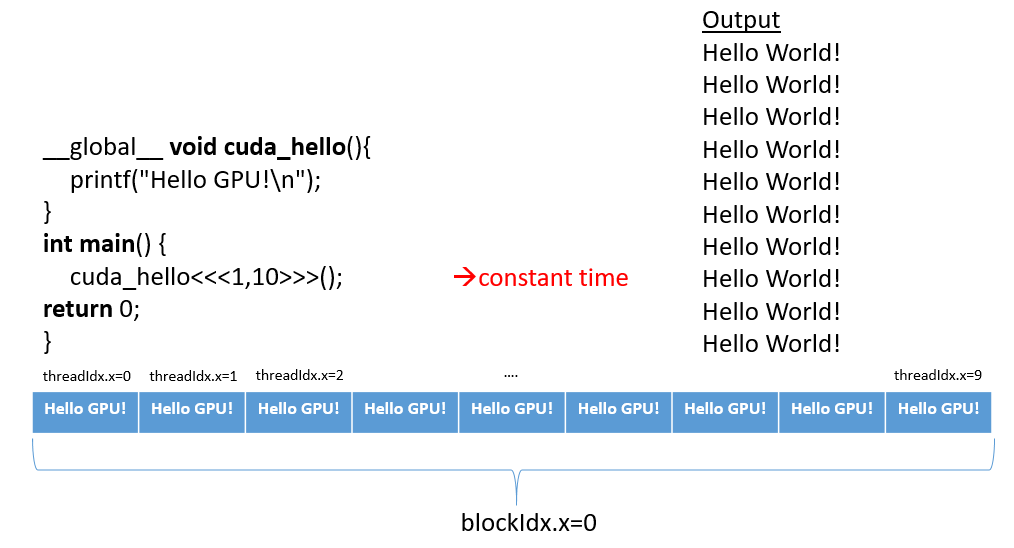 Output
Hello World!
Hello World!
Hello World!
Hello World!
Hello World!
Hello World!
Hello World!
Hello World!
Hello World!
Hello World!
__global__ void cuda_hello(){
printf("Hello GPU!\n");
}
int main() {
cuda_hello<<<1,10>>>(); →constant time
return 0;
}
threadIdx.x=0 threadIdx.x=1 threadIdx.x=2 .... threadIdx.x=9
Hello GPU! Hello GPU! Hello GPU! Hello GPU! Hello GPU! Hello GPU! Hello GPU! Hello GPU! Hello GPU!
blockIdx.x=0